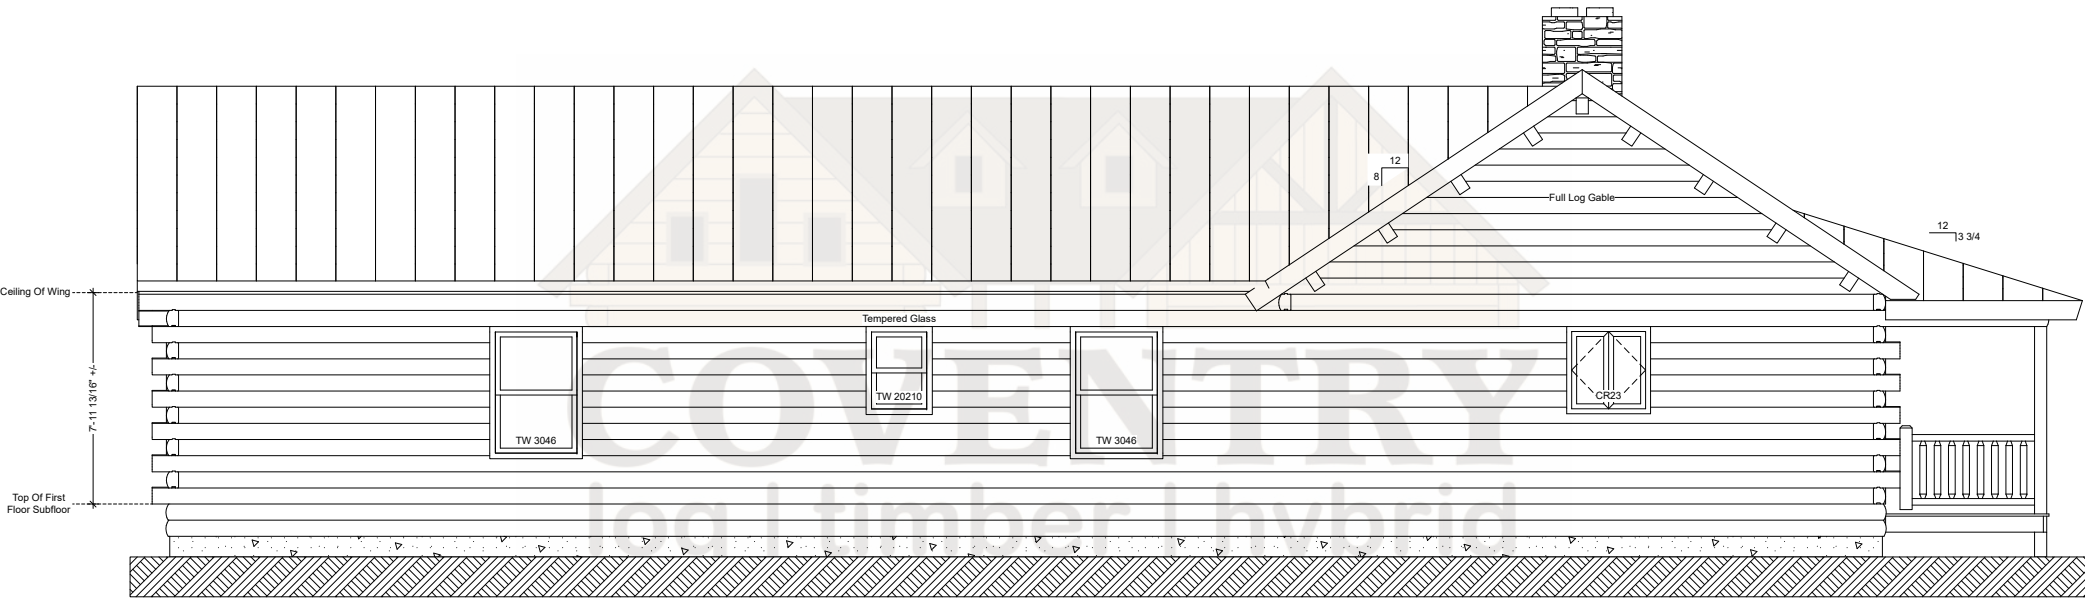 12
8
Full Log Gable
12
3 3/4
Ceiling Of Wing
Tempered Glass
7'-11 13/16" +/-
TW 20210
CR23
TW 3046
TW 3046
COVENTRY
Top Of First
Floor Subfloor
log | timber | hybrid